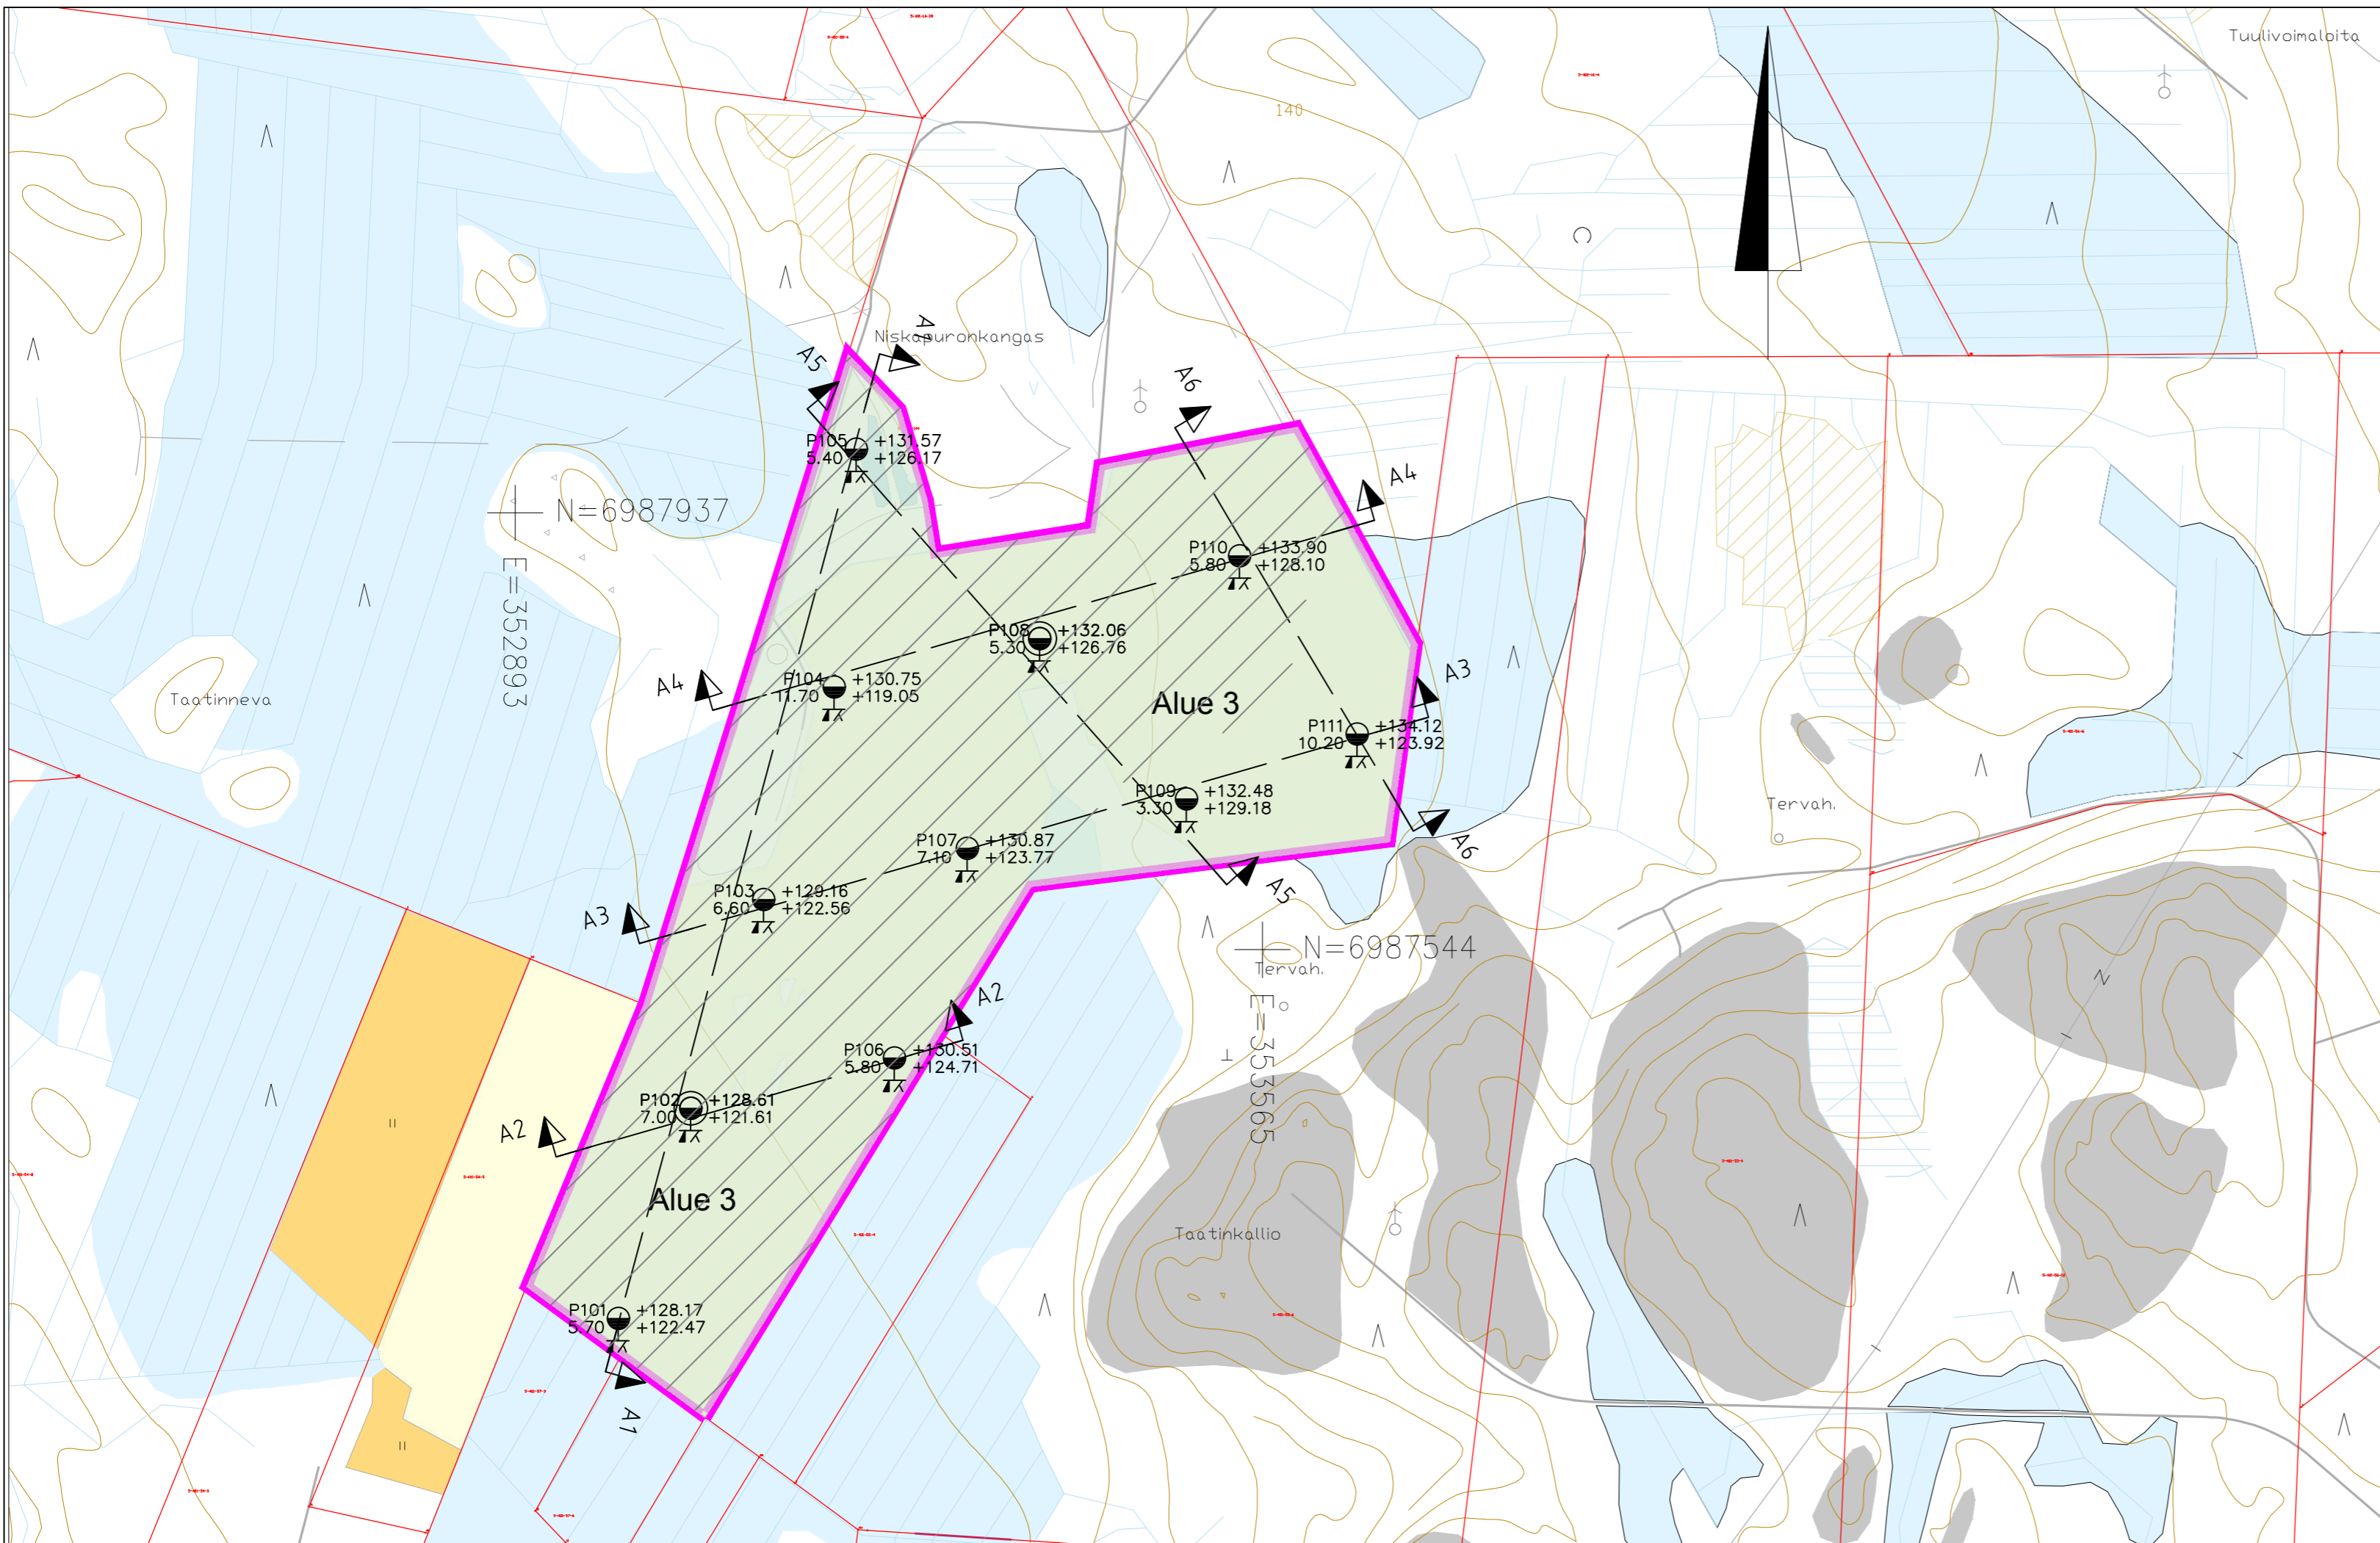 Tuulivoimaloita
140
A1
Niskapuronkangas
A5
A6
P105 +131.57
5.40 +126.17
A4
N=6987937
E=352893
P110 +133.90
5.80 +128.10
P108 +132.06
5.30 +126.76
A4
P104 +130.75
11.70 +119.05
Taatinneva
Alue 3
A3
P111 +134.12
10.20 +123.92
P109 +132.48
3.30 +129.18
Tervah.
P107 +130.87
7.10 +123.77
A6
A5
P103 +129.16
6.60 +122.56
A3
N=6987544
E=353565
Tervah.
A2
P106 +130.51
5.80 +124.71
P102 +128.61
7.00 +121.61
A2
Alue 3
Taatinkallio
P101 +128.17
5.70 +122.47
A1